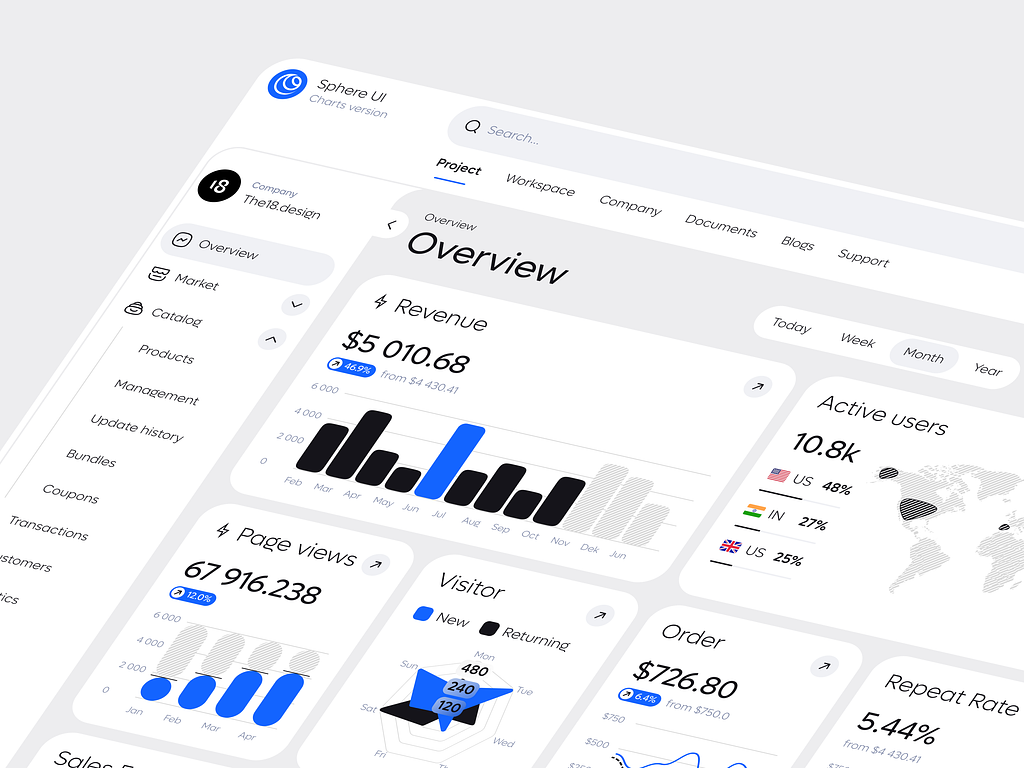 Sphere UI
Charts version
Search...
Project Workspace Company Documents Blogs Support
18
Company
The18.design
Overview
Market
Catalog
Products
Management
Update history
Bundles
Coupons
Transactions
Overview
Overview
Today Week Month Year
Revenue
$5 010.68
46.9% from $4 430.41
6 000
4 000
2 000
0
Feb Mar Apr May Jun Jul Aug Sep Oct Nov Dek Jun
Active users
10.8k
US 48%
IN 27%
US 25%
Page views
67 916.238
12.0%
6 000
4 000
2 000
0
Jan Feb Mar Apr
Visitor
New Returning
Mon
Sun
480
Tue
240
Sat
120
Wed
Fri
Order
$726.80
6.4% from $750.0
$750
$500
Repeat Rate
5.44%
from $4 430.41
$750